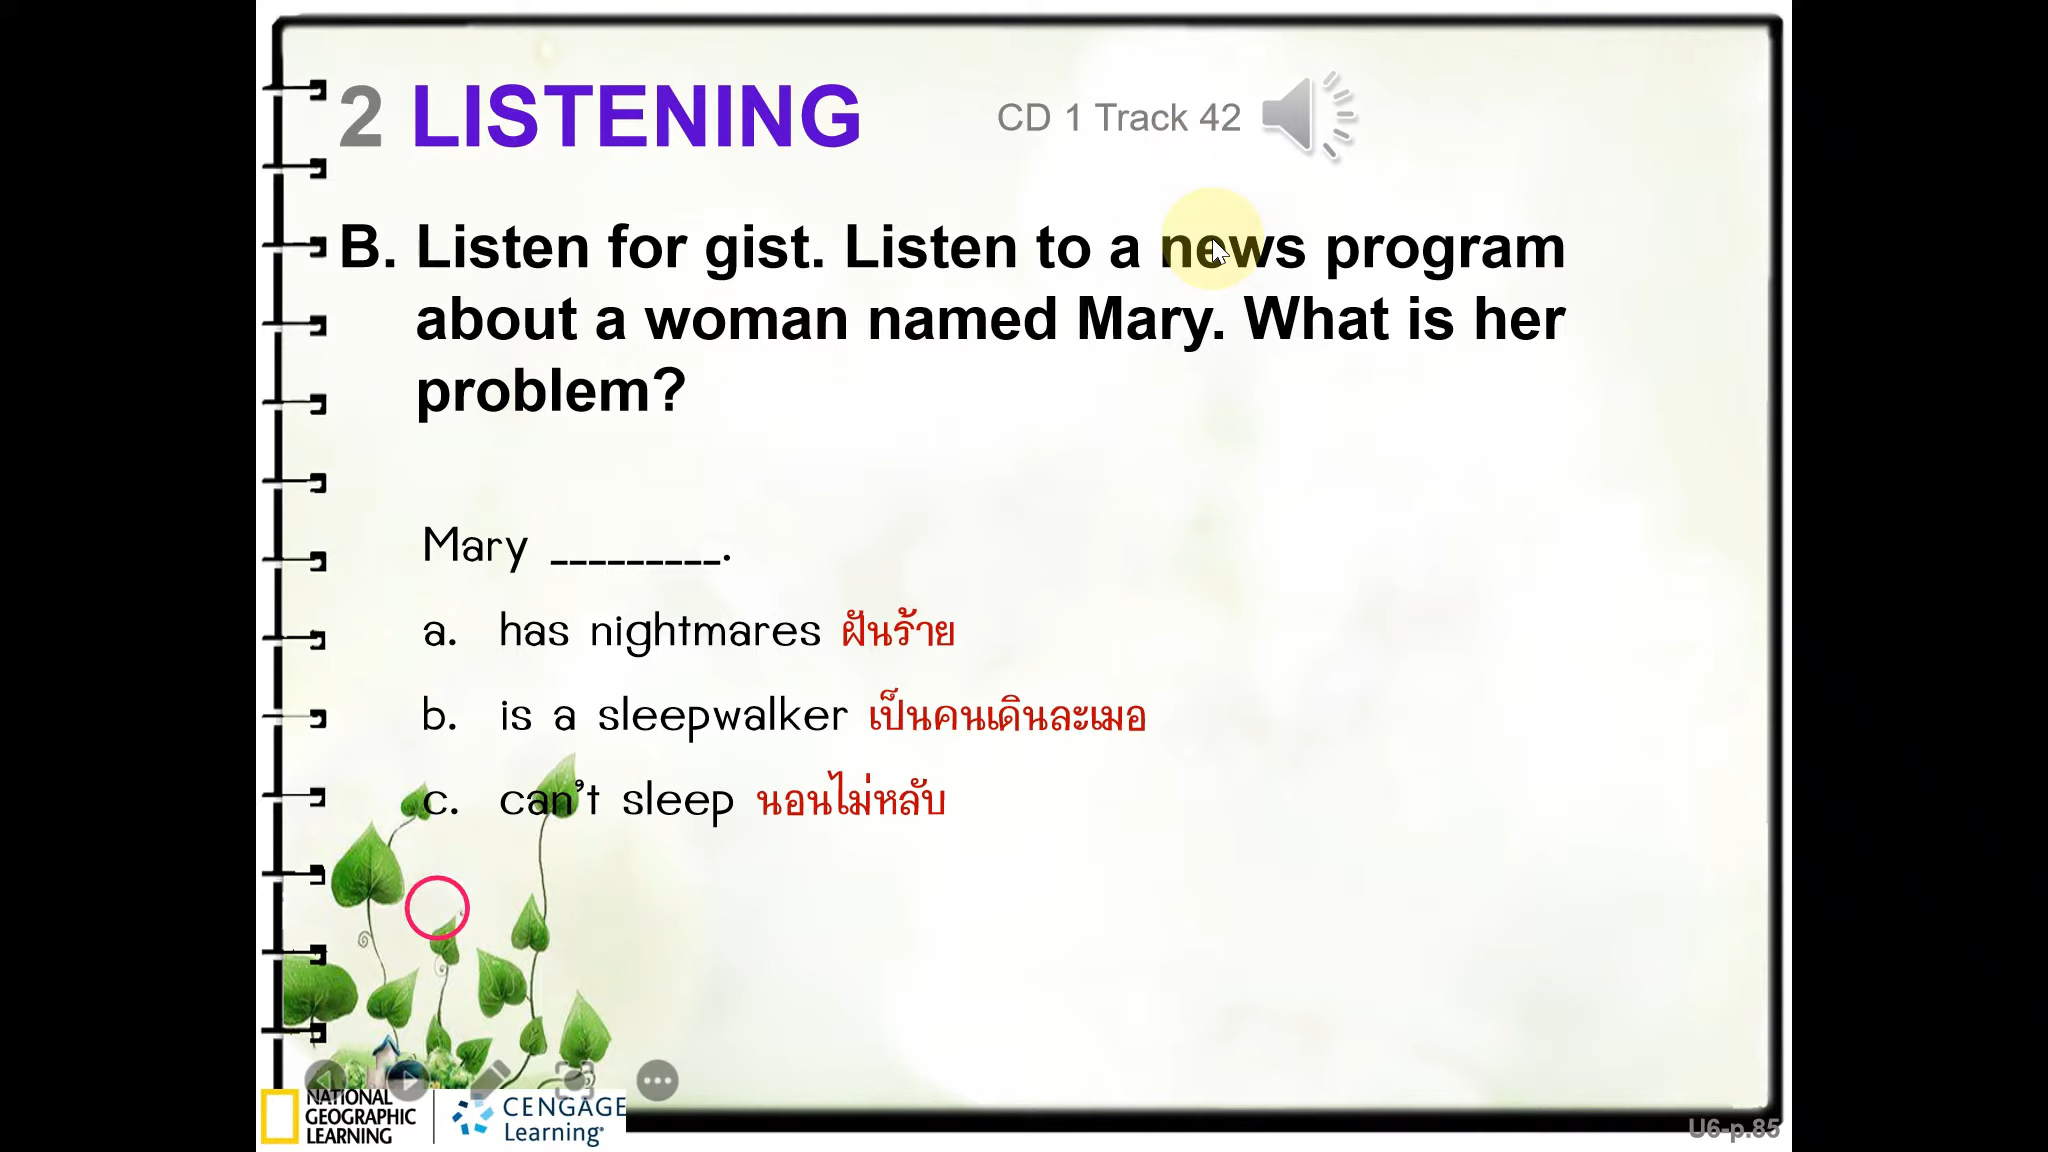 2 LISTENING
CD 1 Track 42
B. Listen for gist. Listen to a news program
about a woman named Mary. What is her
problem?
Mary _________.
a. has nightmares ฝันร้าย
b. is a sleepwalker เป็นคนเดินละเมอ
c. can't sleep นอนไม่หลับ
NATIONAL
GEOGRAPHIC
LEARNING
CENGAGE
Learning
U6-p.85